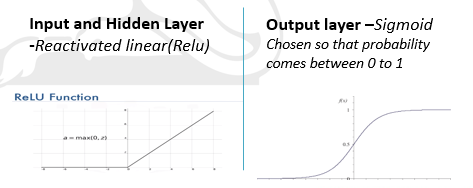 Input and Hidden Layer
-Reactivated linear(Relu)
ReLU Function
a = max(0, z)
Output layer –Sigmoid
Chosen so that probability
comes between 0 to 1
f(x)
1
0.5